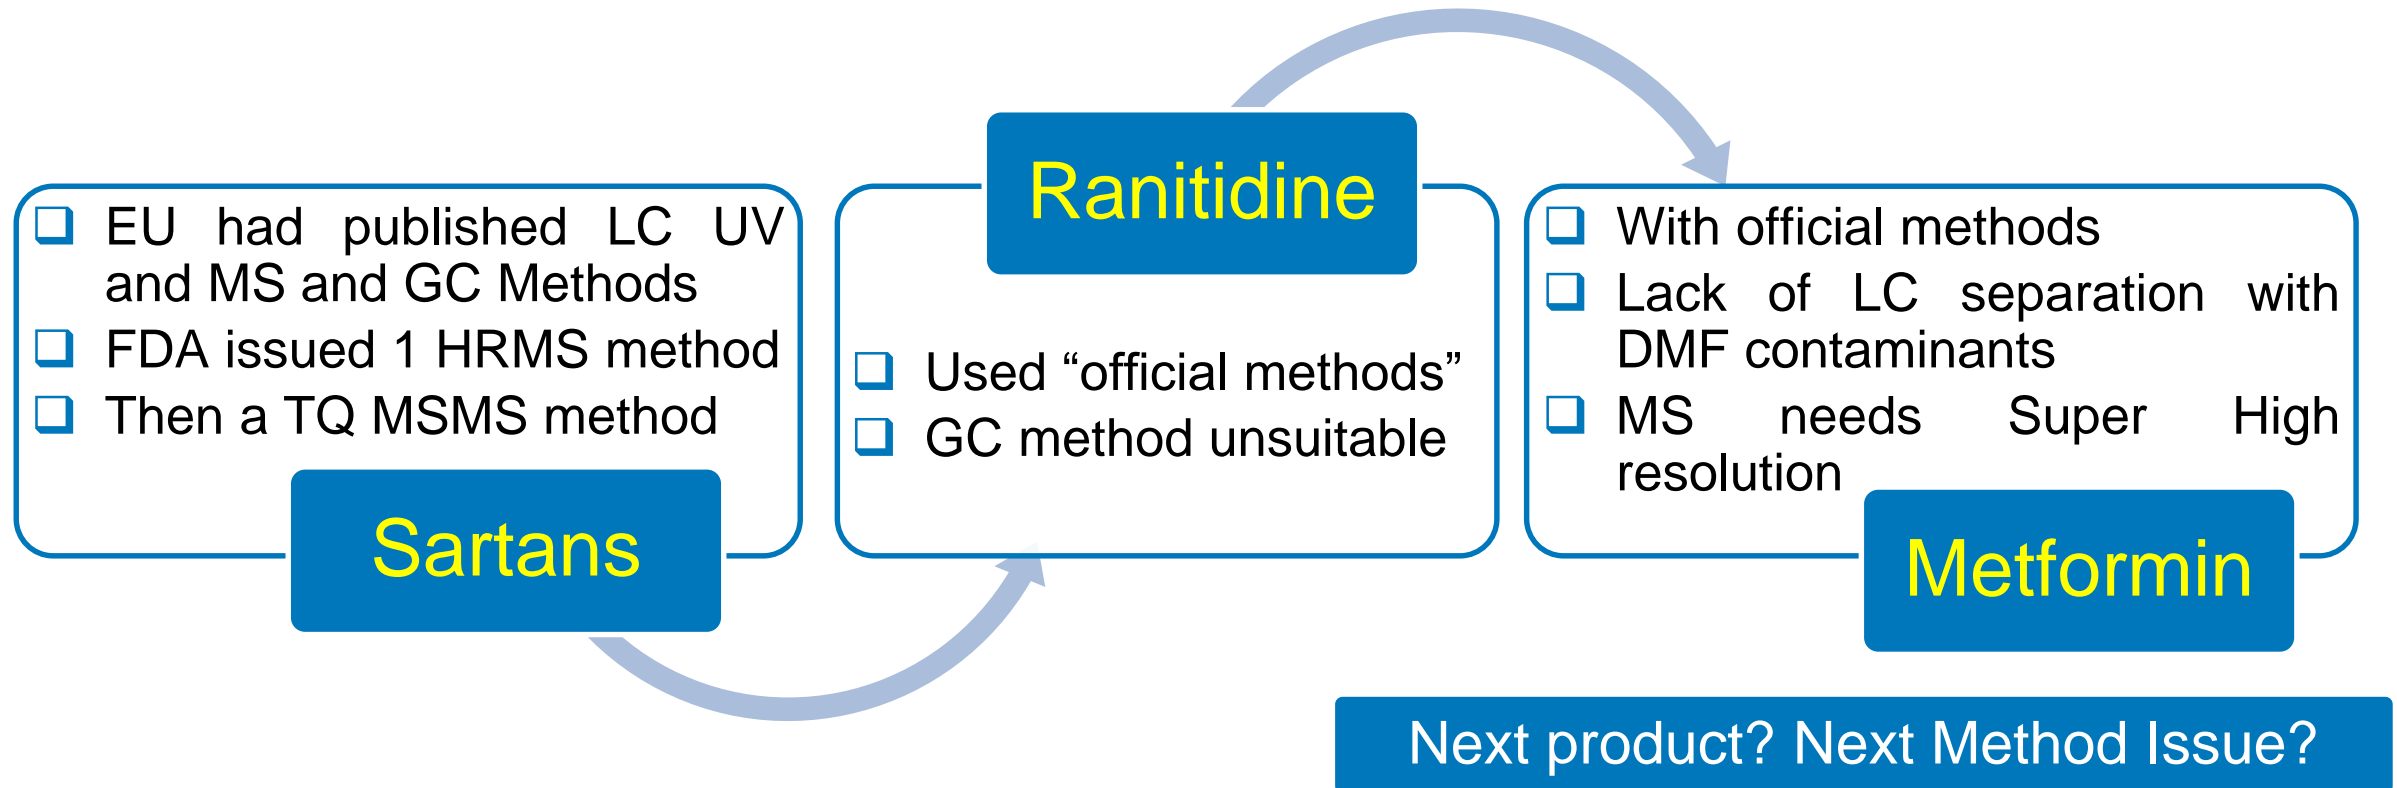 EU had published LC UV
and MS and GC Methods
FDA issued 1 HRMS method
Then a TQ MSMS method
Sartans
Ranitidine
Used “official methods”
GC method unsuitable
With official methods
Lack of LC separation with
DMF contaminants
MS needs Super High
resolution
Metformin
Next product? Next Method Issue?